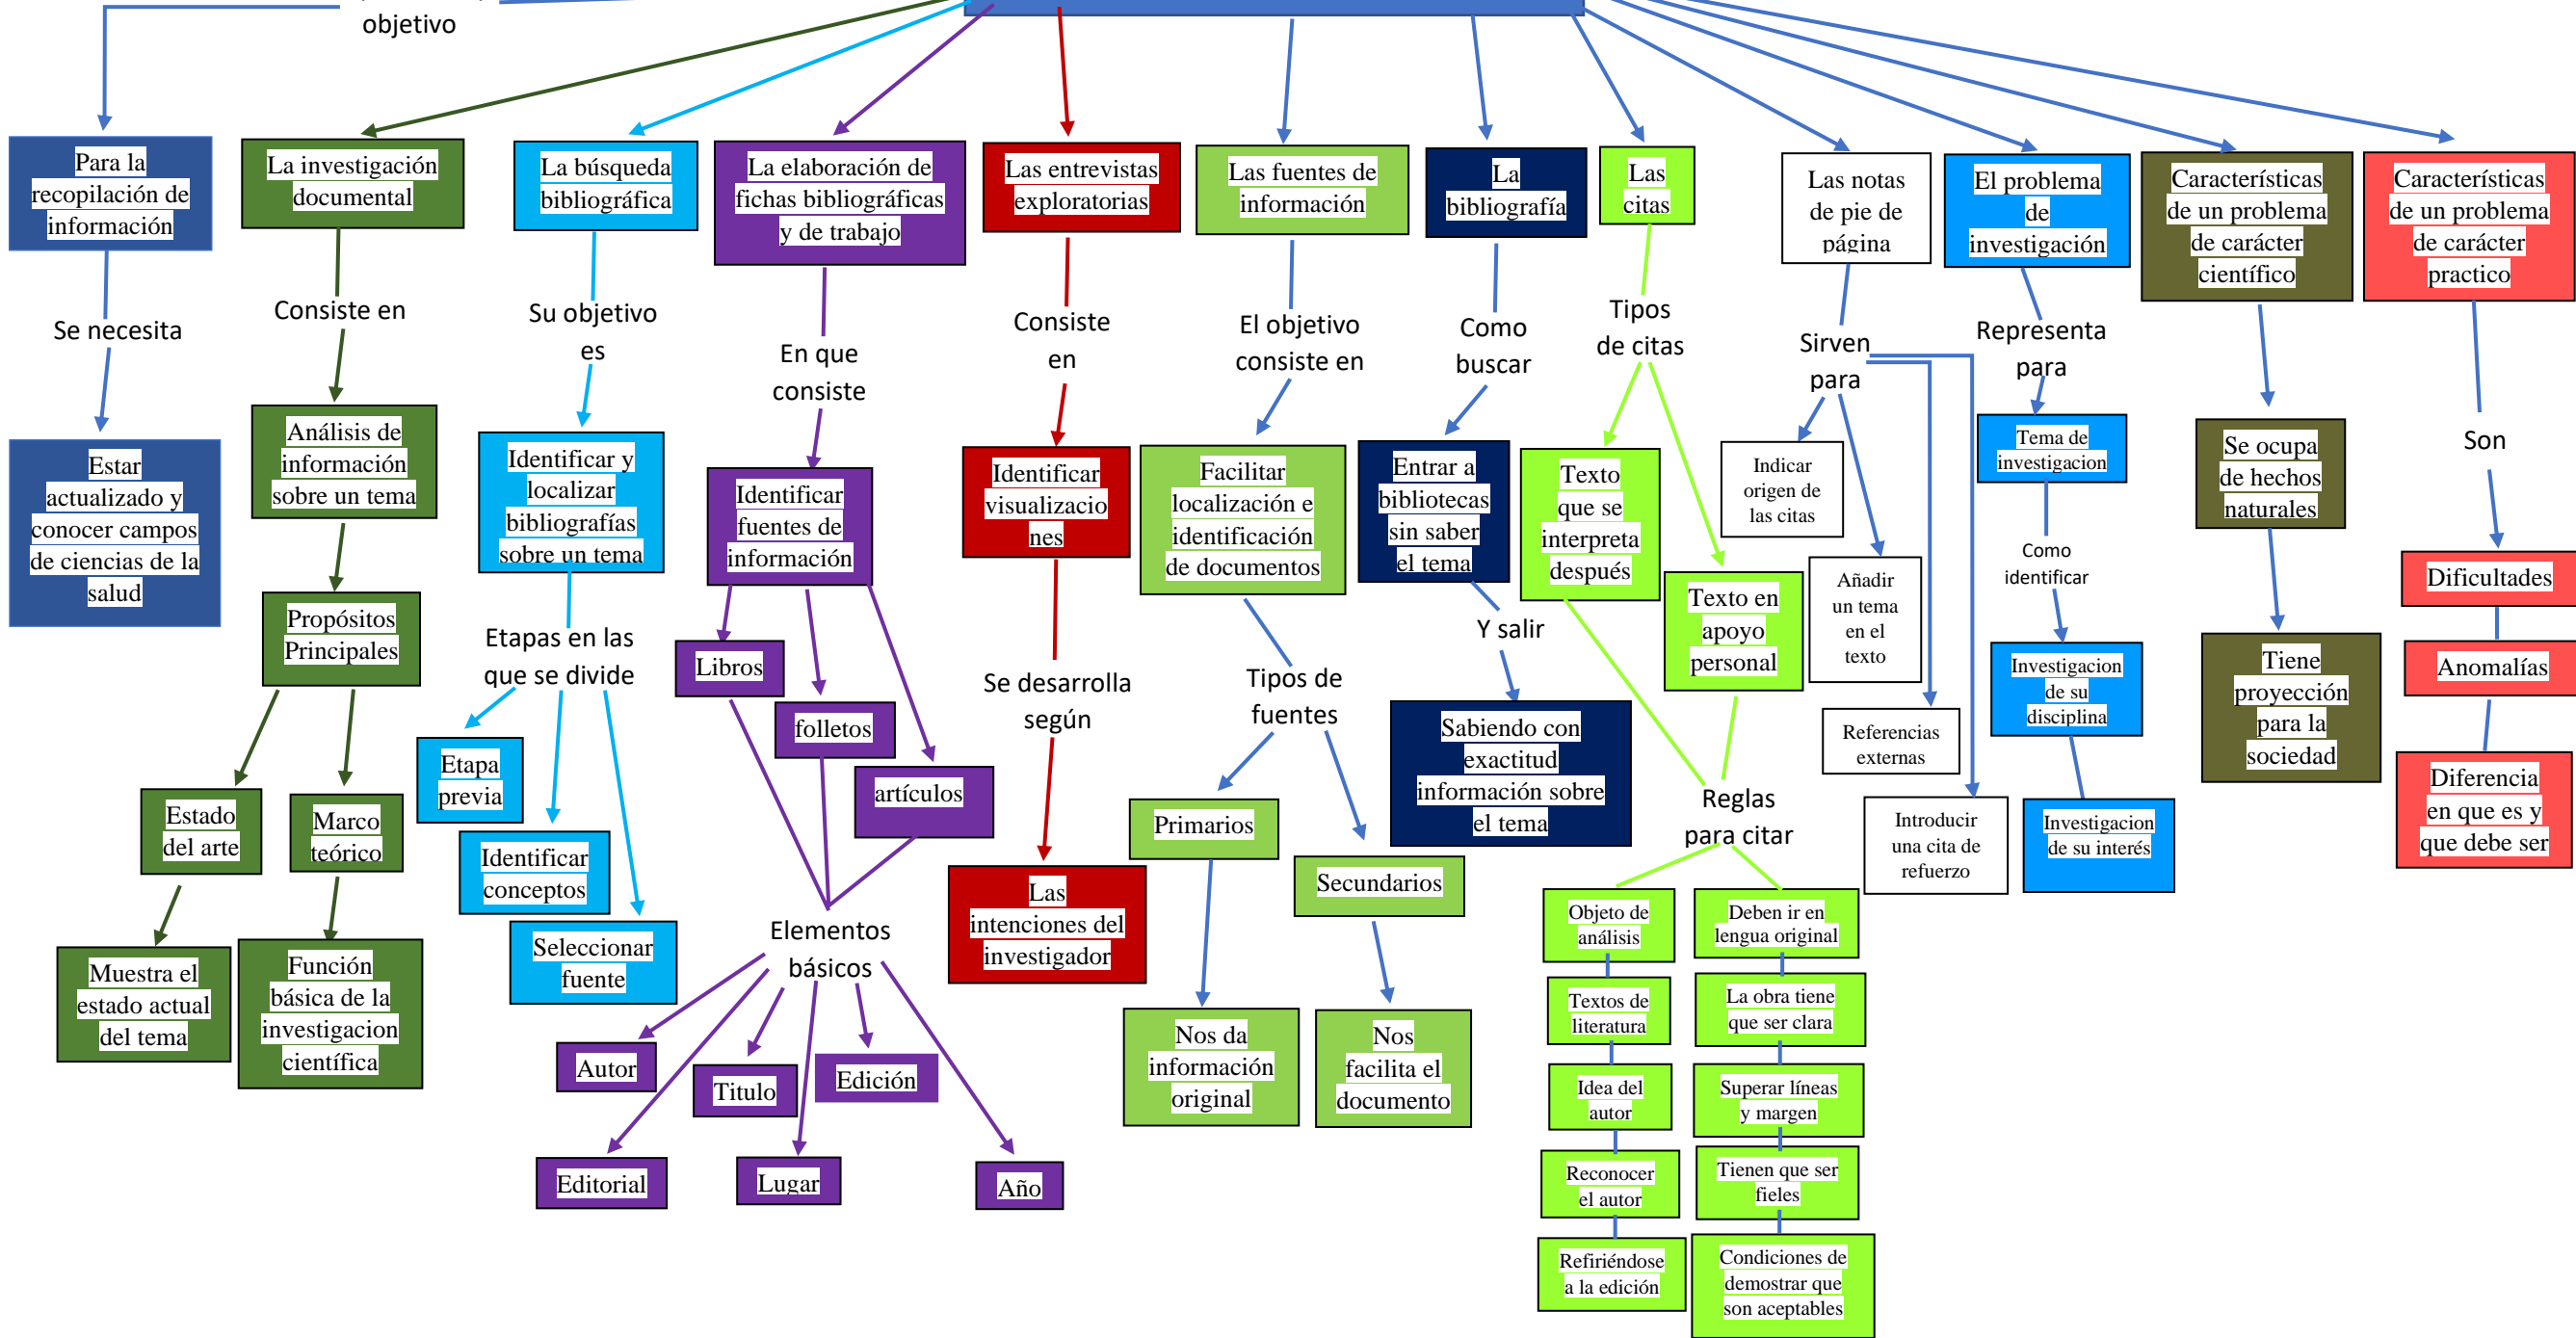 objetivo
Para la
recopilación de
información
Se necesita
Estar
actualizado y
conocer campos
de ciencias de la
salud
La investigación
documental
Consiste en
Análisis de
información
sobre un tema
Propósitos
Principales
Estado
del arte
Muestra el
estado actual
del tema
Marco
teórico
Función
básica de la
investigacion
científica
La búsqueda
bibliográfica
Su objetivo
es
Identificar y
localizar
bibliografías
sobre un tema
Etapas en las
que se divide
Etapa
previa
Identificar
conceptos
Seleccionar
fuente
La elaboración de
fichas bibliográficas
y de trabajo
En que
consiste
Identificar
fuentes de
información
Libros
folletos
artículos
Elementos
básicos
Autor
Titulo
Edición
Editorial
Lugar
Año
Las entrevistas
exploratorias
Consiste
en
Identificar
visualizacio
nes
Se desarrolla
según
Las
intenciones del
investigador
Las fuentes de
información
El objetivo
consiste en
Facilitar
localización e
identificación
de documentos
Tipos de
fuentes
Primarios
Nos da
información
original
Secundarios
Nos
facilita el
documento
La
bibliografía
Como
buscar
Entrar a
bibliotecas
sin saber
el tema
Y salir
Sabiendo con
exactitud
información sobre
el tema
Las
citas
Tipos
de citas
Texto
que se
interpreta
después
Texto en
apoyo
personal
Reglas
para citar
Objeto de
análisis
Textos de
literatura
Idea del
autor
Reconocer
el autor
Refiriéndose
a la edición
Deben ir en
lengua original
La obra tiene
que ser clara
Superar líneas
y margen
Tienen que ser
fieles
Condiciones de
demostrar que
son aceptables
Las notas
de pie de
página
Sirven
para
Indicar
origen de
las citas
Añadir
un tema
en el
texto
Referencias
externas
Introducir
una cita de
refuerzo
El problema
de
investigación
Representa
para
Tema de
investigacion
Como
identificar
Investigacion
de su
disciplina
Investigacion
de su interés
Características
de un problema
de carácter
científico
Se ocupa
de hechos
naturales
Tiene
proyección
para la
sociedad
Características
de un problema
de carácter
practico
Son
Dificultades
Anomalías
Diferencia
en que es y
que debe ser